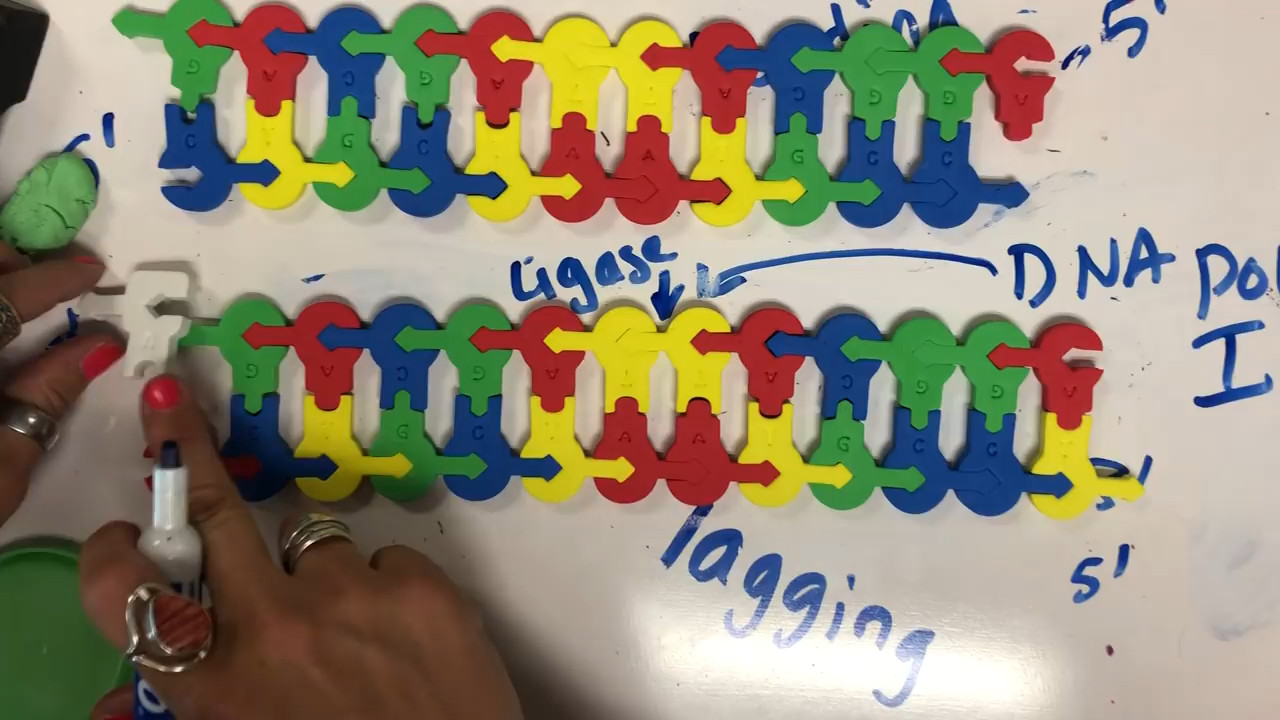 5'
'
Ligase
DNA pol
I
lagging
5'
G A C G A T T A C G G A
C T G C T A A T G C C
G A C G A T T A C G G A
C T G C T A A T G C C T